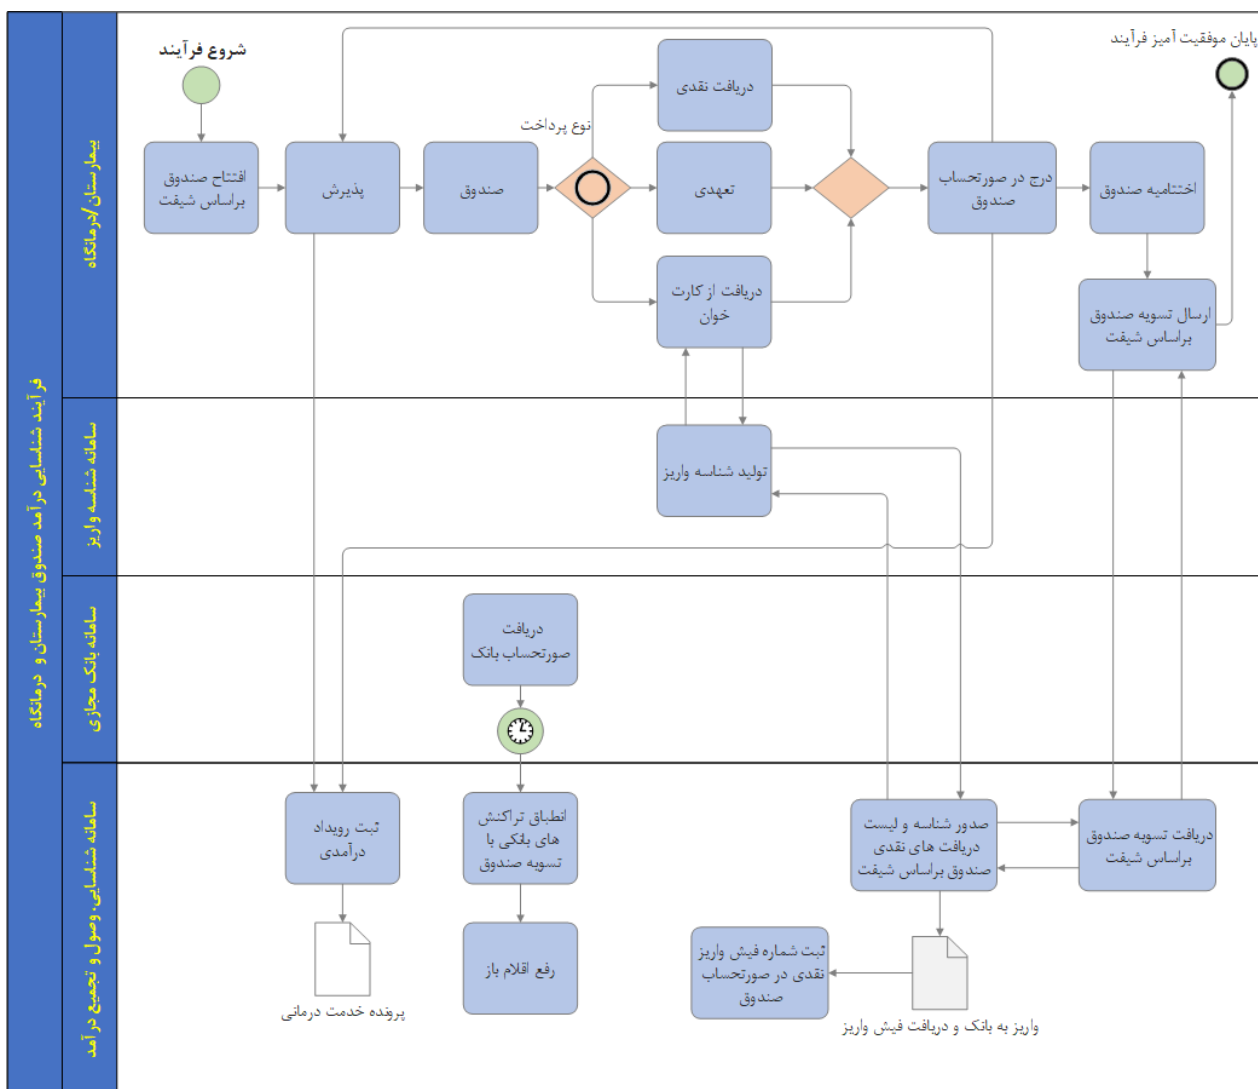 فرآیند شناسایی درآمد صندوق بیمارستان و درمانگاه
بیمارستان/درمانگاه
شروع فرآیند
پایان موفقیت آمیز فرآیند
افتتاح صندوق
براساس شیفت
پذیرش
صندوق
نوع پرداخت
دریافت نقدی
تعهدی
دریافت از کارت
خوان
درج در صورتحساب
صندوق
اختتامیه صندوق
ارسال تسویه صندوق
براساس شیفت
سامانه شناسه واریز
تولید شناسه واریز
سامانه بانک مجازی
دریافت
صورتحساب بانک
سامانه شناسایی، وصول و تجمیع درآمد
ثبت رویداد
درآمدی
پرونده خدمت درمانی
انطباق تراکنش
های بانکی با
تسویه صندوق
رفع اقلام باز
صدور شناسه و لیست
دریافت های نقدی
صندوق براساس شیفت
دریافت تسویه صندوق
براساس شیفت
ثبت شماره فیش واریز
نقدی در صورتحساب
صندوق
واریز به بانک و دریافت فیش واریز